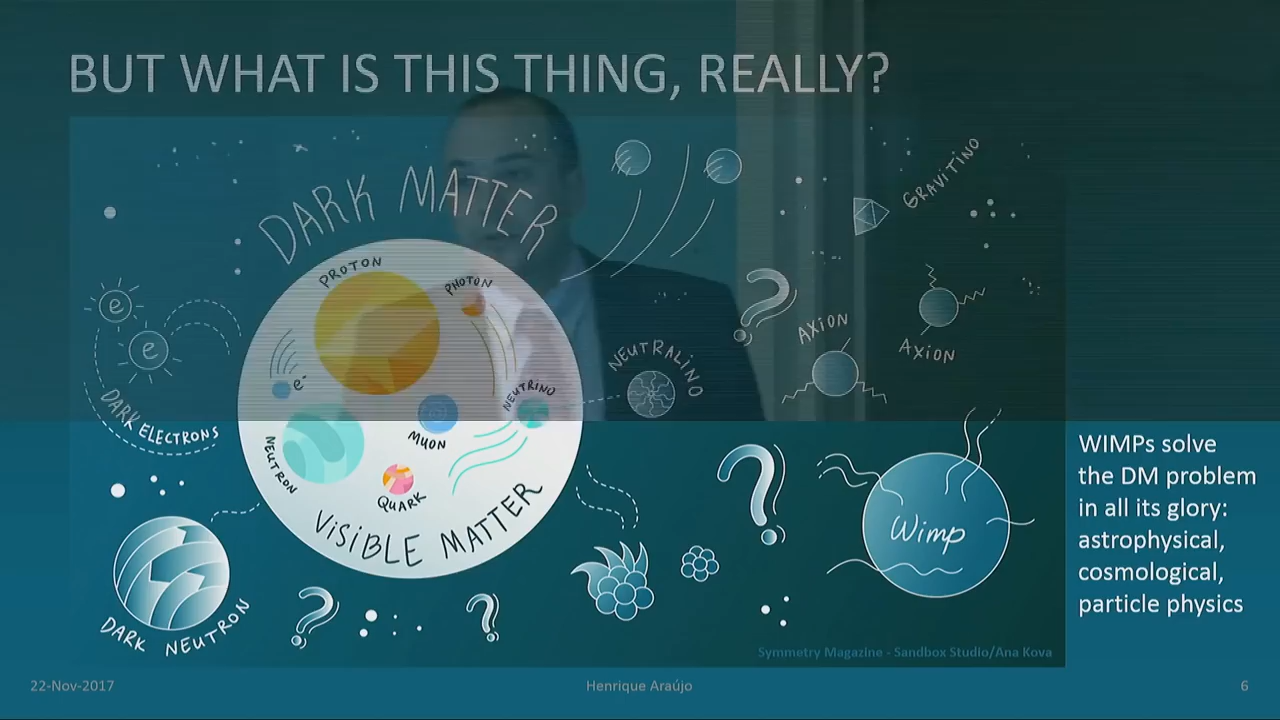 BUT WHAT IS THIS THING, REALLY?
DARK MATTER
GRAVITINO
PROTON
PHOTON
e
e
e-
NEUTRINO
NEUTRALINO
AXION
AXION
DARK ELECTRONS
MUON
NEUTRON
QUARK
VISIBLE MATTER
Wimp
WIMPs solve
the DM problem
in all its glory:
astrophysical,
cosmological,
particle physics
DARK NEUTRON
Symmetry Magazine - Sandbox Studio/Ana Kova
22-Nov-2017
Henrique Araújo
6